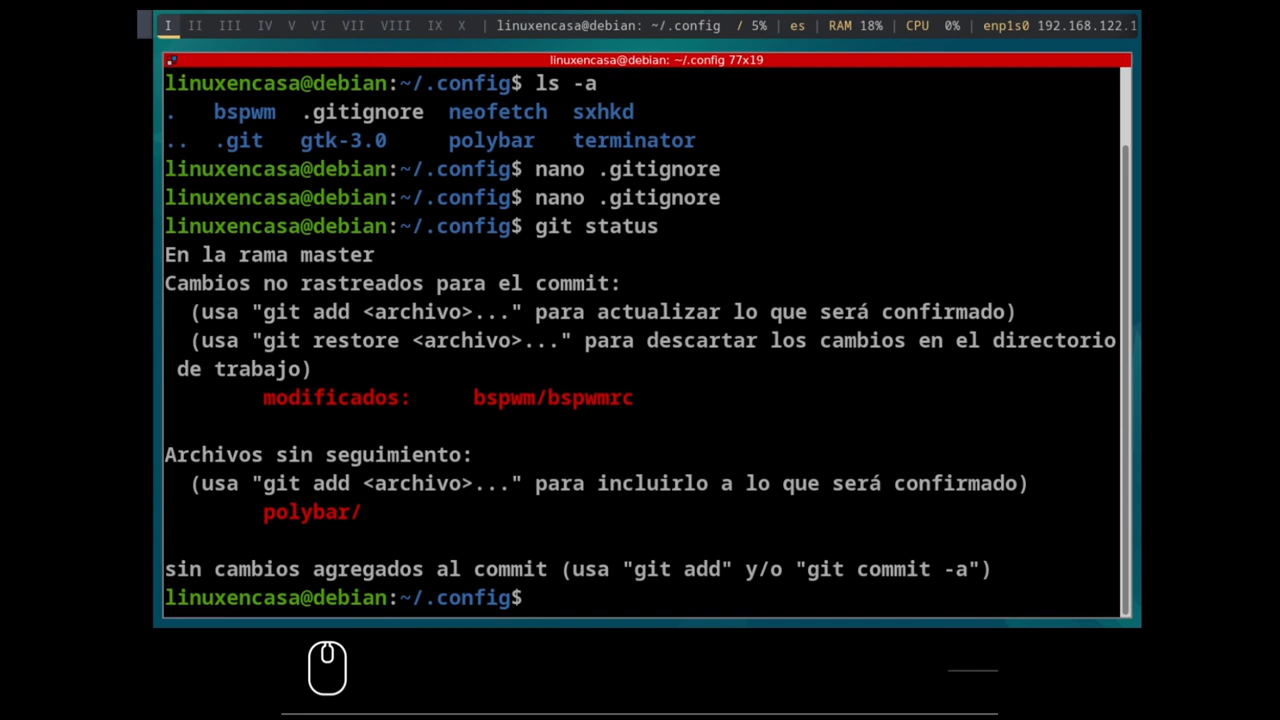 I II III IV V VI VII VIII IX X | linuxencasa@debian: ~/.config / 5% | es | RAM 18% | CPU 0% | enp1s0 192.168.122.1
linuxencasa@debian: ~/.config 77x19
linuxencasa@debian:~/.config$ ls -a
. bspwm .gitignore neofetch sxhkd
.. .git gtk-3.0 polybar terminator
linuxencasa@debian:~/.config$ nano .gitignore
linuxencasa@debian:~/.config$ nano .gitignore
linuxencasa@debian:~/.config$ git status
En la rama master
Cambios no rastreados para el commit:
(usa "git add <archivo>..." para actualizar lo que será confirmado)
(usa "git restore <archivo>..." para descartar los cambios en el directorio
de trabajo)
modificados: bspwm/bspwmrc
Archivos sin seguimiento:
(usa "git add <archivo>..." para incluirlo a lo que será confirmado)
polybar/
sin cambios agregados al commit (usa "git add" y/o "git commit -a")
linuxencasa@debian:~/.config$